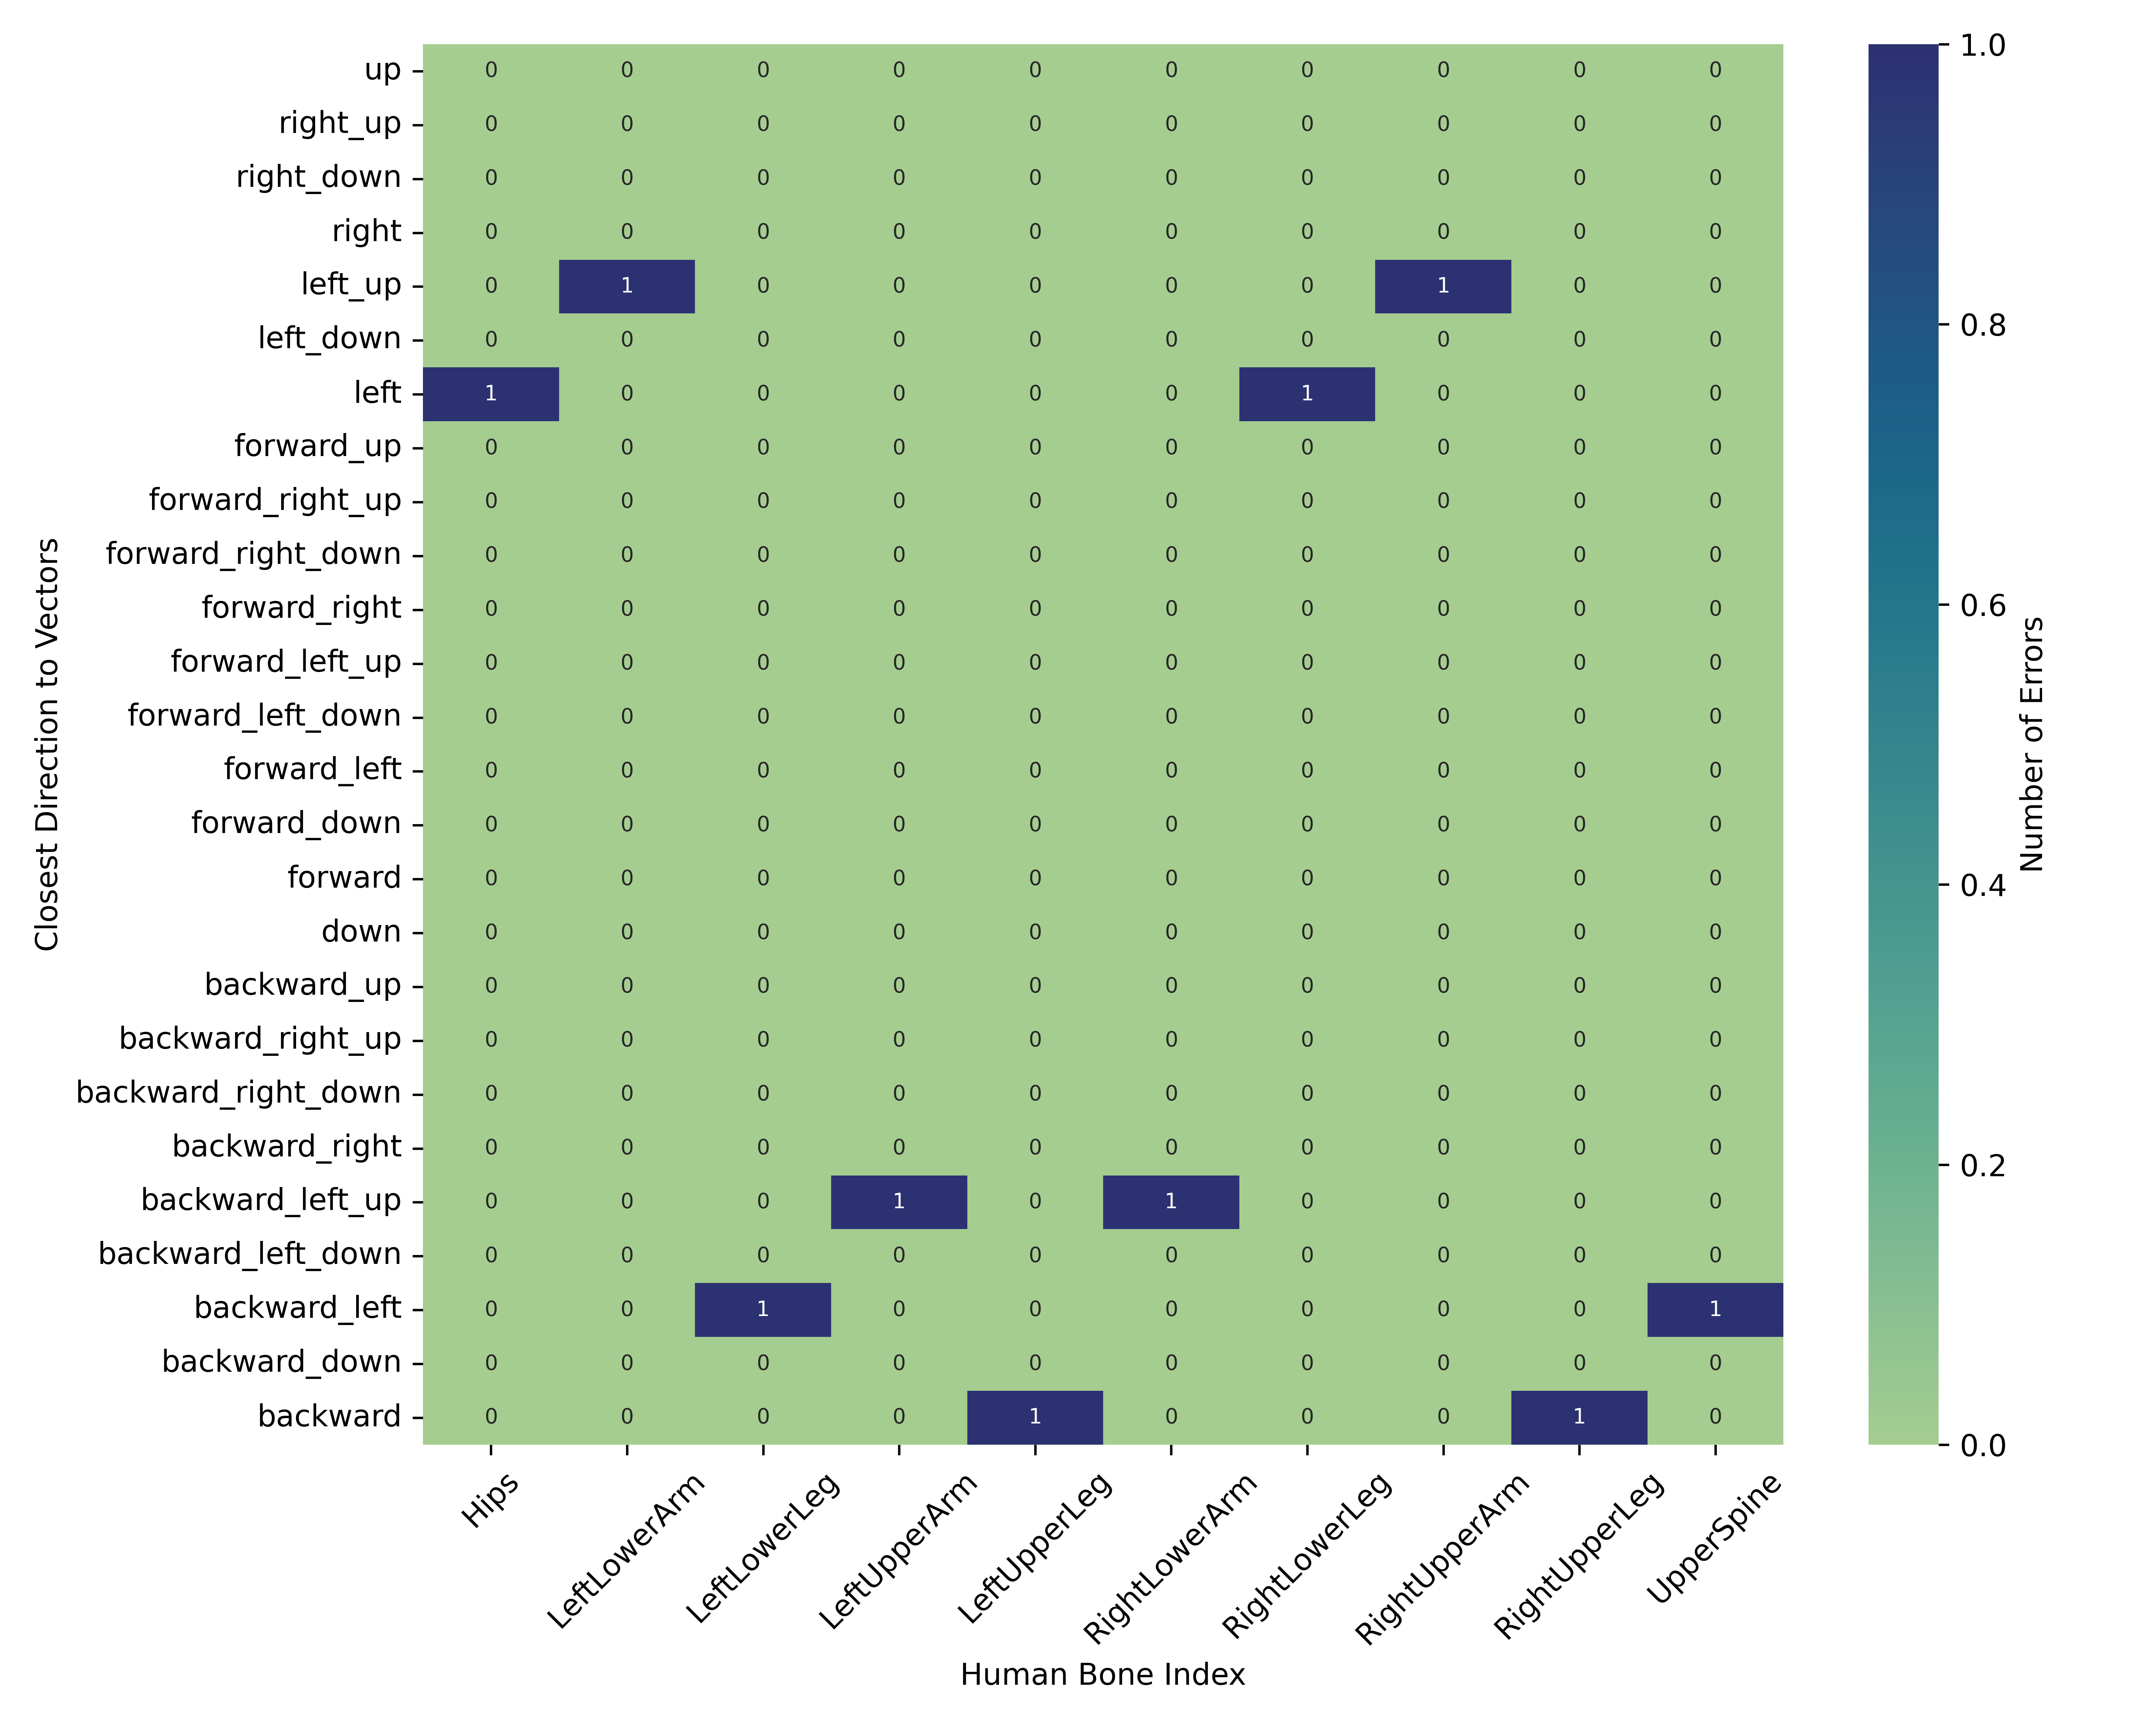 up 0 0 0 0 0 0 0 0 0 0
right_up 0 0 0 0 0 0 0 0 0 0
right_down 0 0 0 0 0 0 0 0 0 0
right 0 0 0 0 0 0 0 0 0 0
left_up 0 1 0 0 0 0 0 1 0 0
left_down 0 0 0 0 0 0 0 0 0 0
left 1 0 0 0 0 0 1 0 0 0
forward_up 0 0 0 0 0 0 0 0 0 0
forward_right_up 0 0 0 0 0 0 0 0 0 0
forward_right_down 0 0 0 0 0 0 0 0 0 0
forward_right 0 0 0 0 0 0 0 0 0 0
forward_left_up 0 0 0 0 0 0 0 0 0 0
forward_left_down 0 0 0 0 0 0 0 0 0 0
forward_left 0 0 0 0 0 0 0 0 0 0
forward_down 0 0 0 0 0 0 0 0 0 0
forward 0 0 0 0 0 0 0 0 0 0
down 0 0 0 0 0 0 0 0 0 0
backward_up 0 0 0 0 0 0 0 0 0 0
backward_right_up 0 0 0 0 0 0 0 0 0 0
backward_right_down 0 0 0 0 0 0 0 0 0 0
backward_right 0 0 0 0 0 0 0 0 0 0
backward_left_up 0 0 0 1 0 1 0 0 0 0
backward_left_down 0 0 0 0 0 0 0 0 0 0
backward_left 0 0 1 0 0 0 0 0 0 1
backward_down 0 0 0 0 0 0 0 0 0 0
backward 0 0 0 0 1 0 0 0 1 0
Closest Direction to Vectors
Hips
LeftLowerArm
LeftLowerLeg
LeftUpperArm
LeftUpperLeg
RightLowerArm
RightLowerLeg
RightUpperArm
RightUpperLeg
UpperSpine
Human Bone Index
1.0
0.8
0.6
0.4
0.2
0.0
Number of Errors